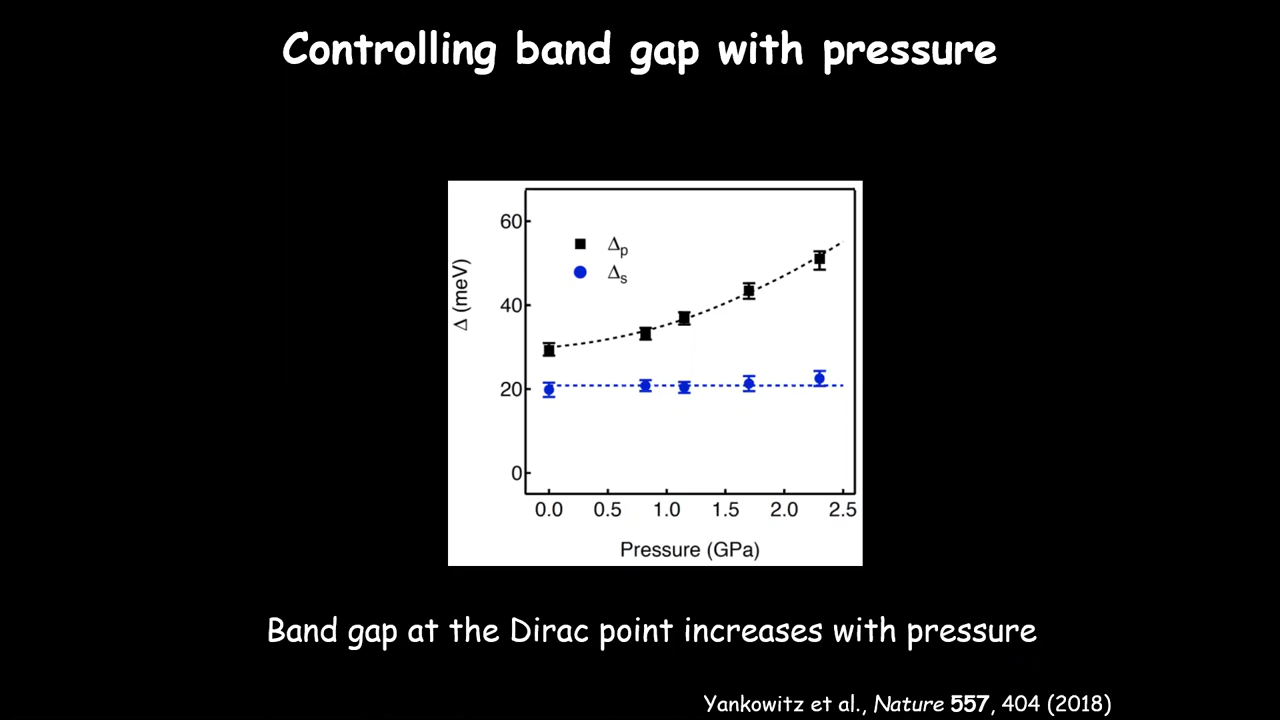 Controlling band gap with pressure
60
Δp
Δs
Δ (meV)
40
20
0
0.0 0.5 1.0 1.5 2.0 2.5
Pressure (GPa)
Band gap at the Dirac point increases with pressure
Yankowitz et al., Nature 557, 404 (2018)